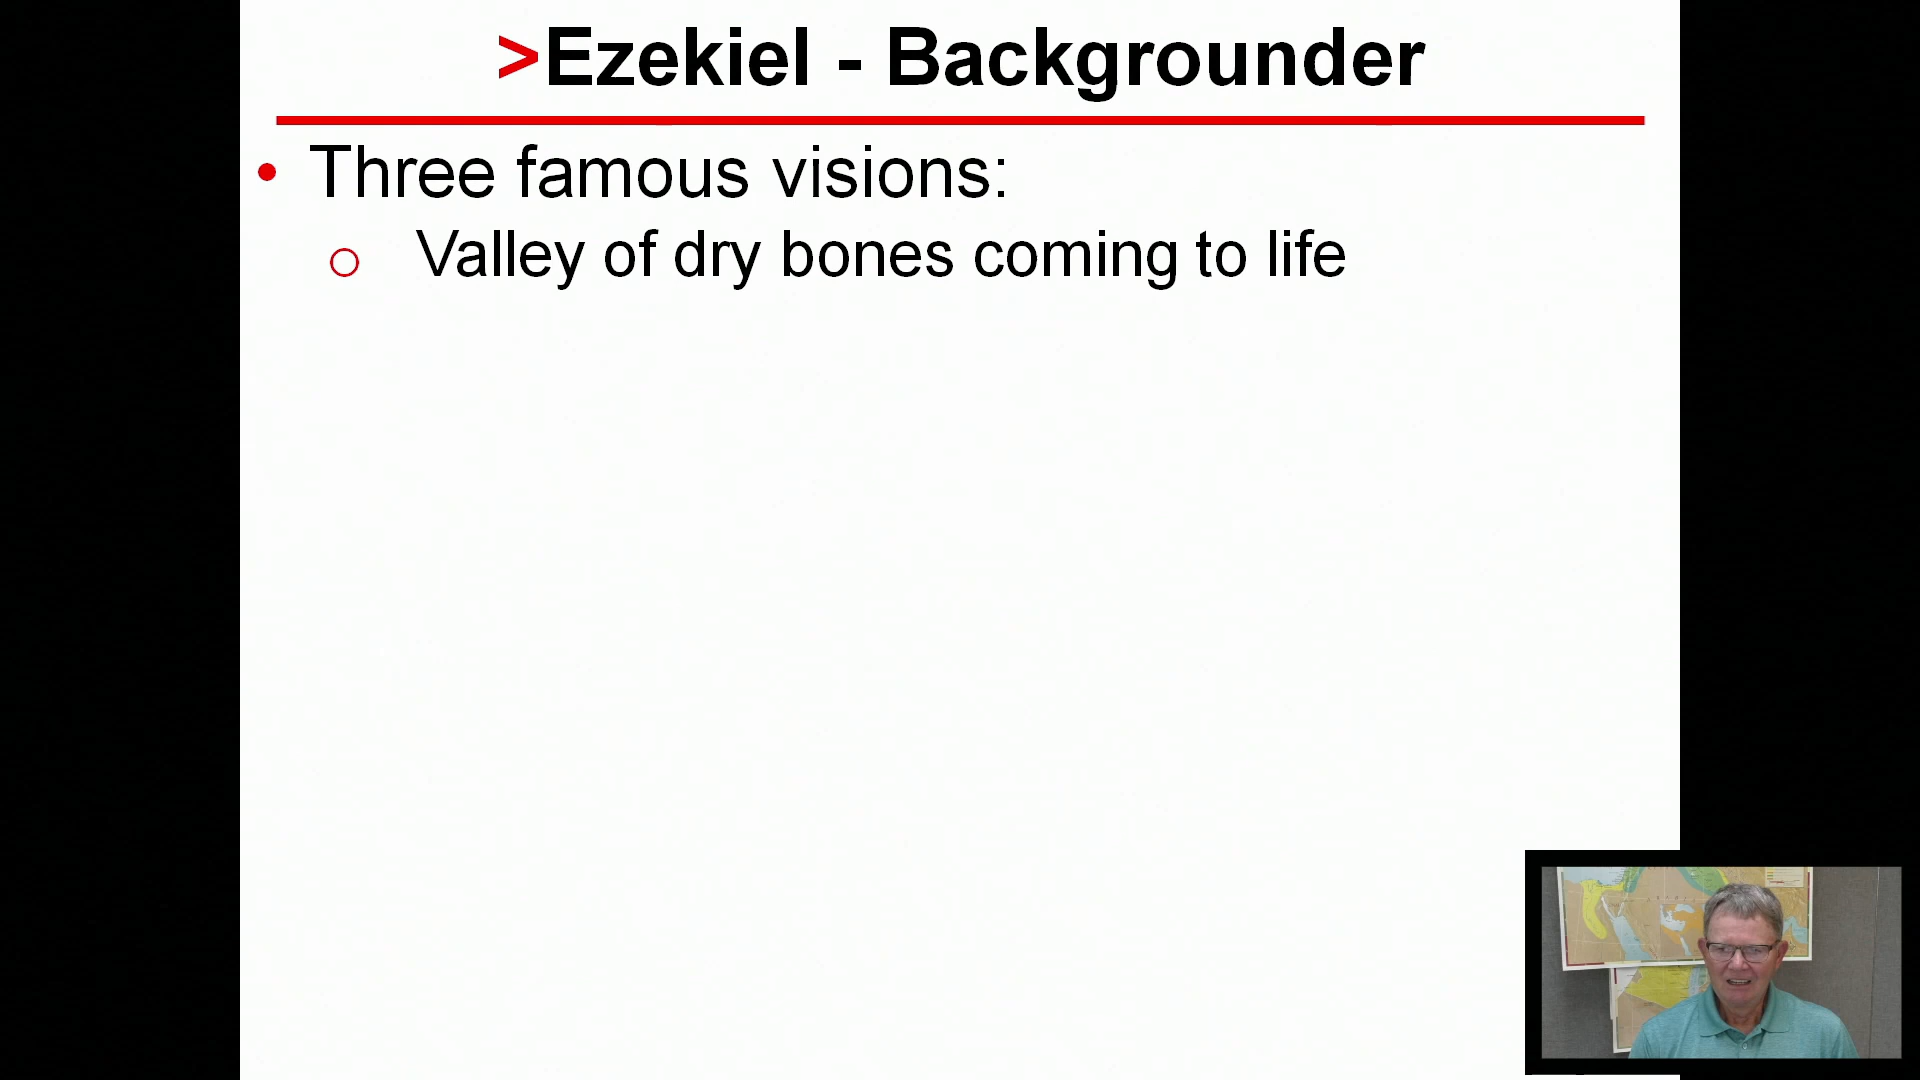 >Ezekiel - Backgrounder
• Three famous visions:
o Valley of dry bones coming to life